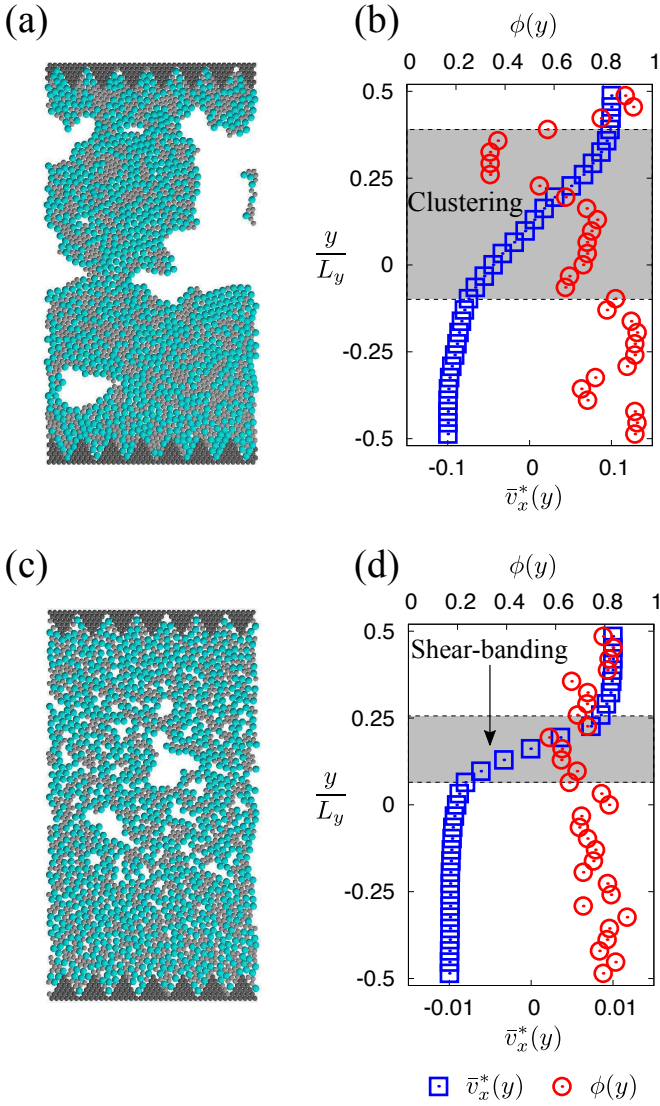 (a)
(b)
ϕ(y)
0 0.2 0.4 0.6 0.8 1
0.5
0.25
Clustering
y/L_y
0
-0.25
-0.5
-0.1 0 0.1
v̄*_x(y)
(c)
(d)
ϕ(y)
0 0.2 0.4 0.6 0.8 1
0.5
Shear-banding
0.25
y/L_y
0
-0.25
-0.5
-0.01 0 0.01
v̄*_x(y)
v̄*_x(y) ϕ(y)